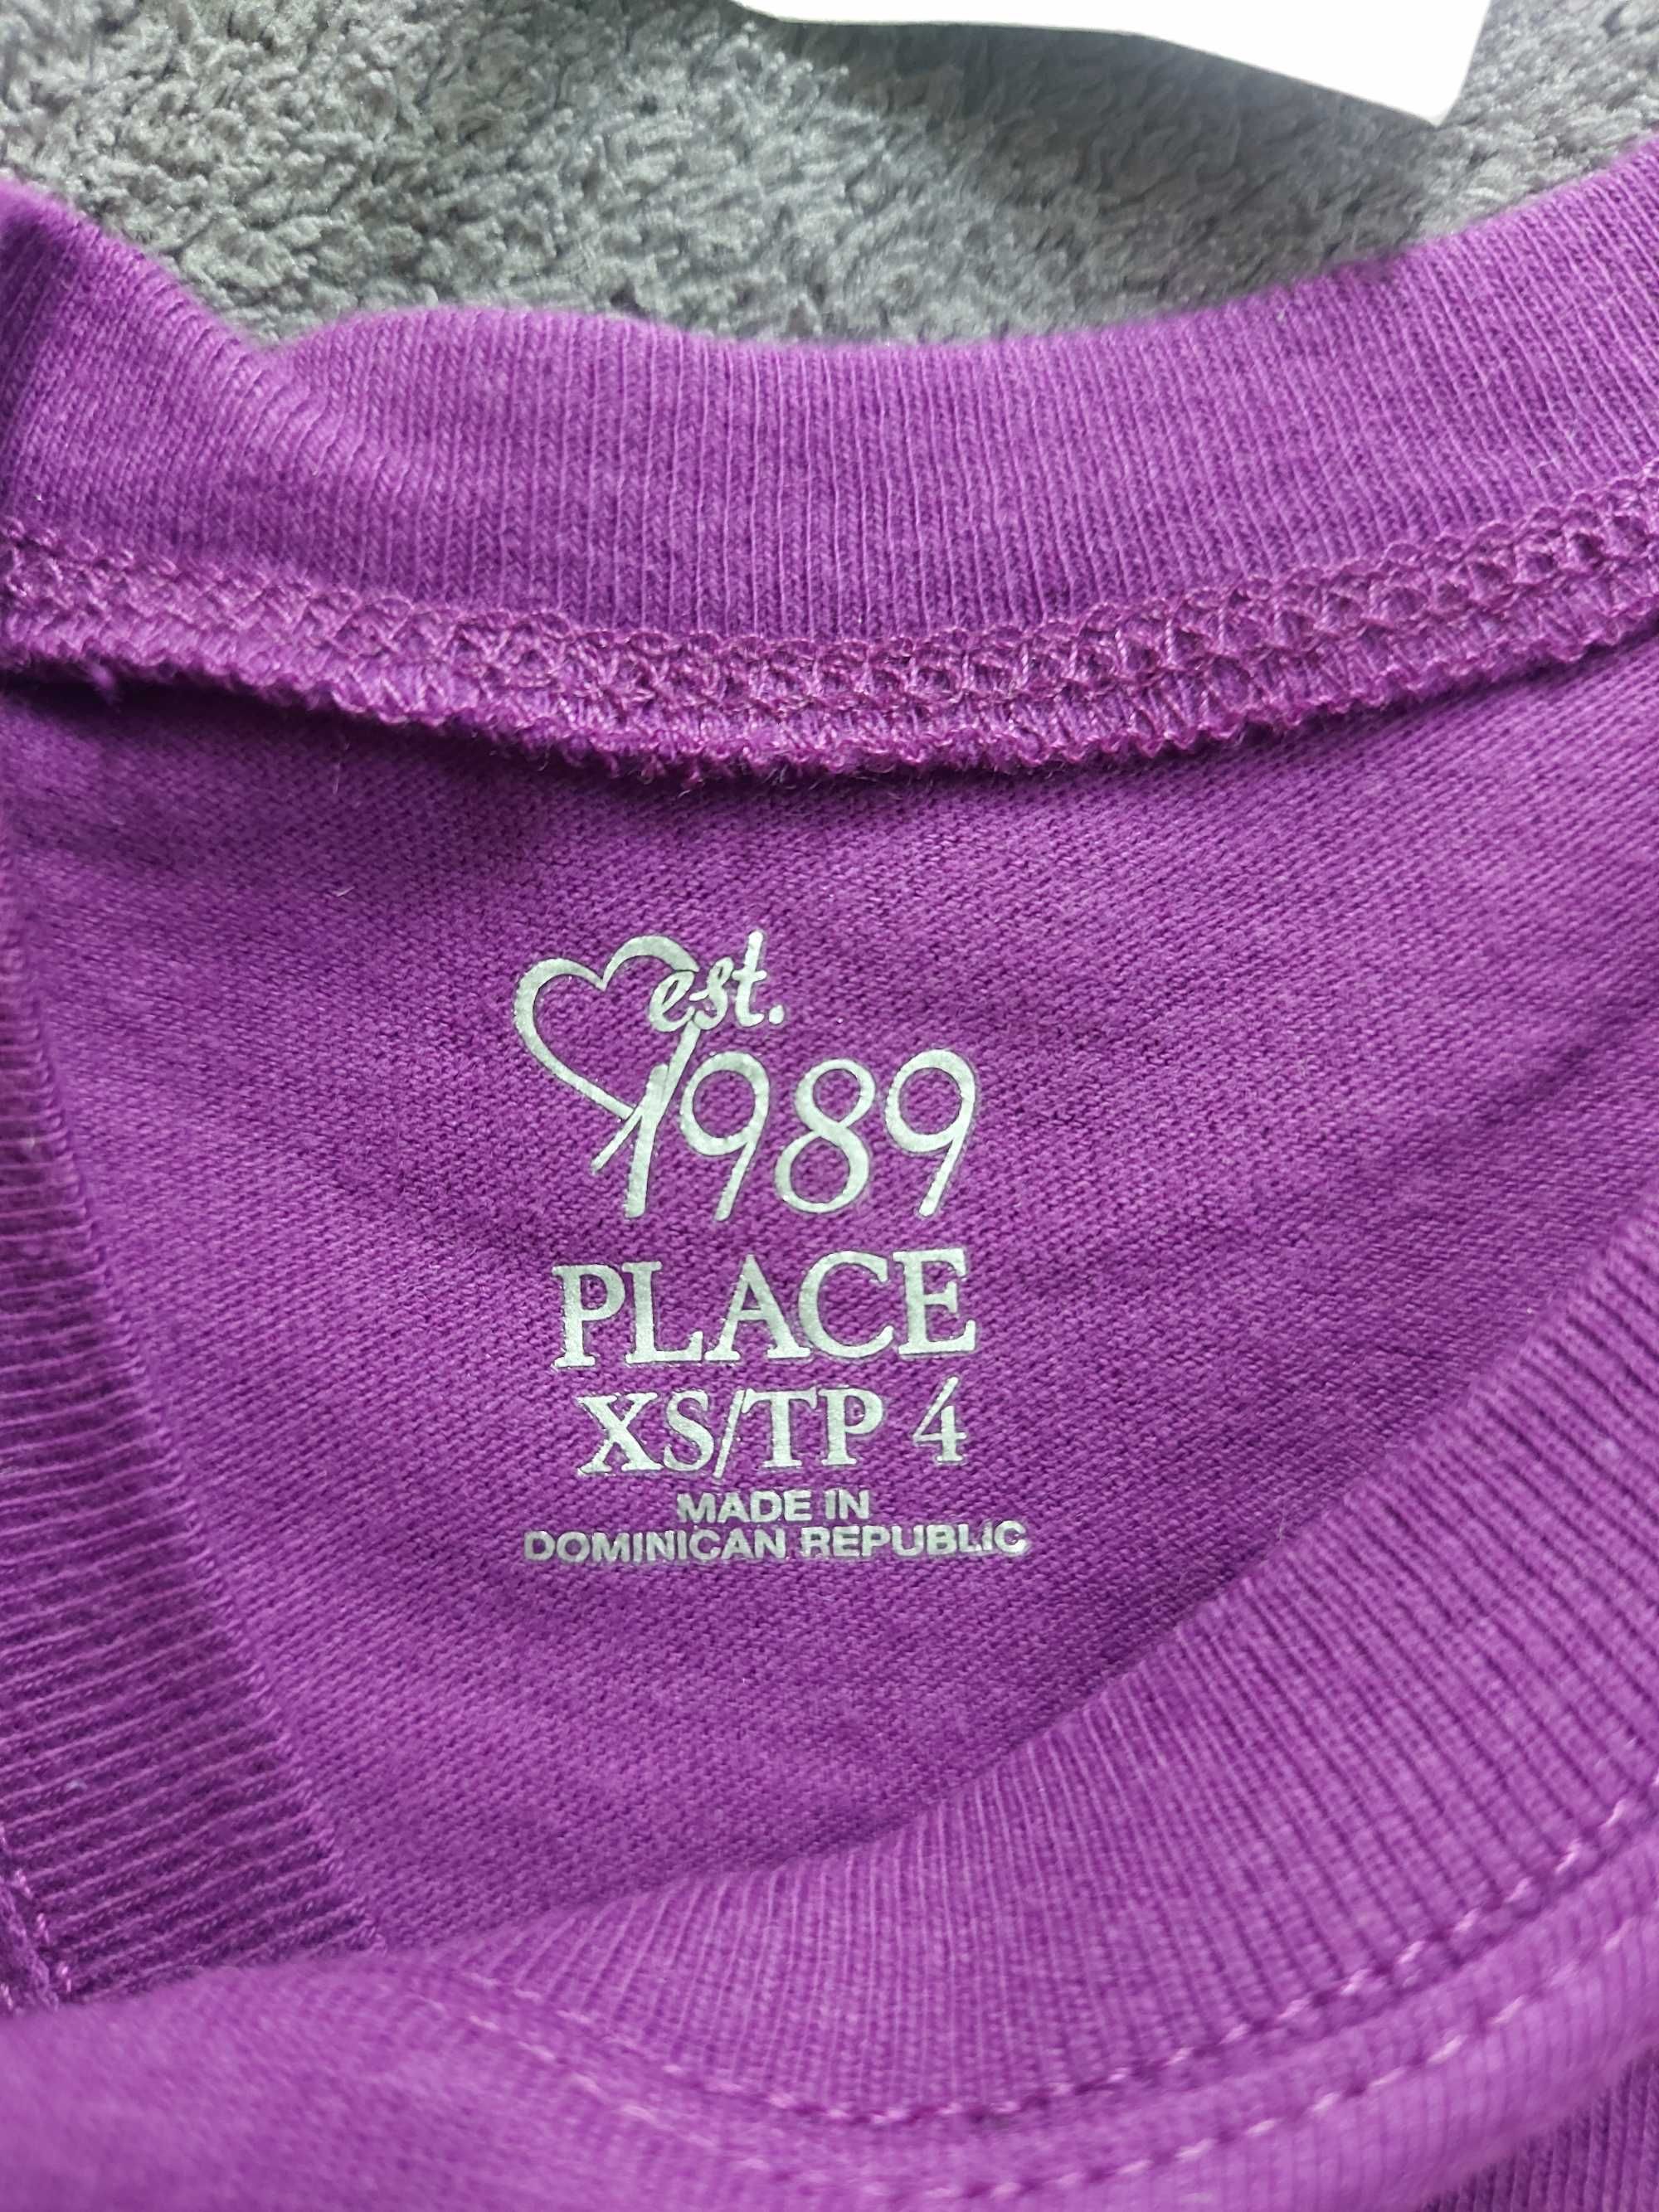 est.
1989
PLACE
XS/TP 4
MADE IN
DOMINICAN REPUBLIC